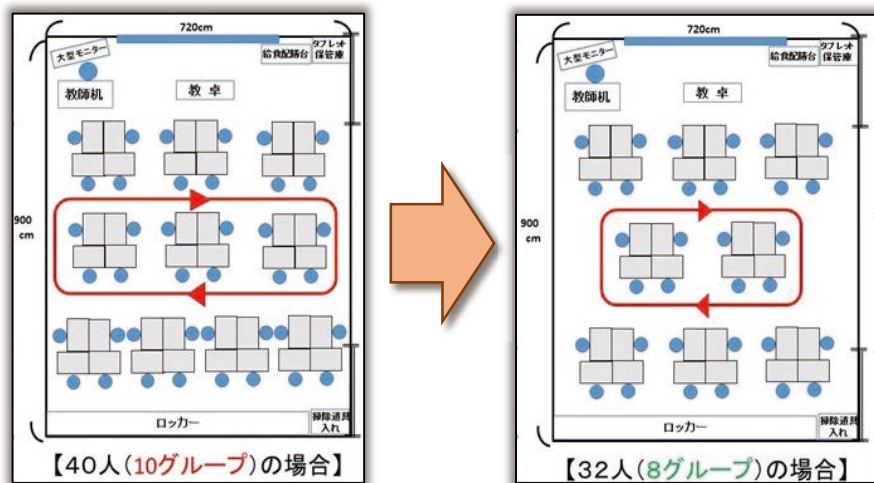 720cm
大型モニター
給食配膳台
タブレット
保管庫
教師机
教 卓
900
cm
ロッカー
掃除道具
入れ
【40人(10グループ)の場合】
720cm
大型モニター
給食配膳台
タブレット
保管庫
教師机
教 卓
900
cm
ロッカー
掃除道具
入れ
【32人(8グループ)の場合】